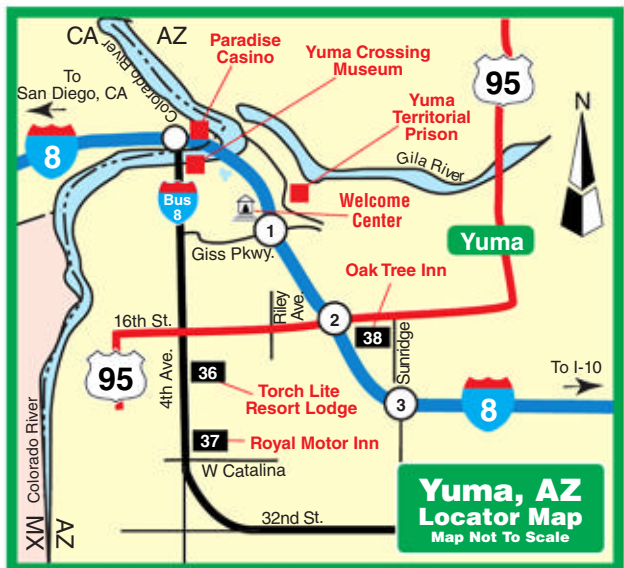 CA
AZ
Colorado River
Paradise
Casino
Yuma Crossing
Museum
95
N
To
San Diego, CA
8
Yuma
Territorial
Prison
Gila River
Bus
8
Welcome
Center
1
Giss Pkwy.
Yuma
Oak Tree Inn
Riley
Ave.
16th St.
2
38
Sunridge
95
4th Ave.
36
Torch Lite
Resort Lodge
To I-10
3
8
37
Royal Motor Inn
W Catalina
Colorado River
MX
AZ
32nd St.
Yuma, AZ
Locator Map
Map Not To Scale